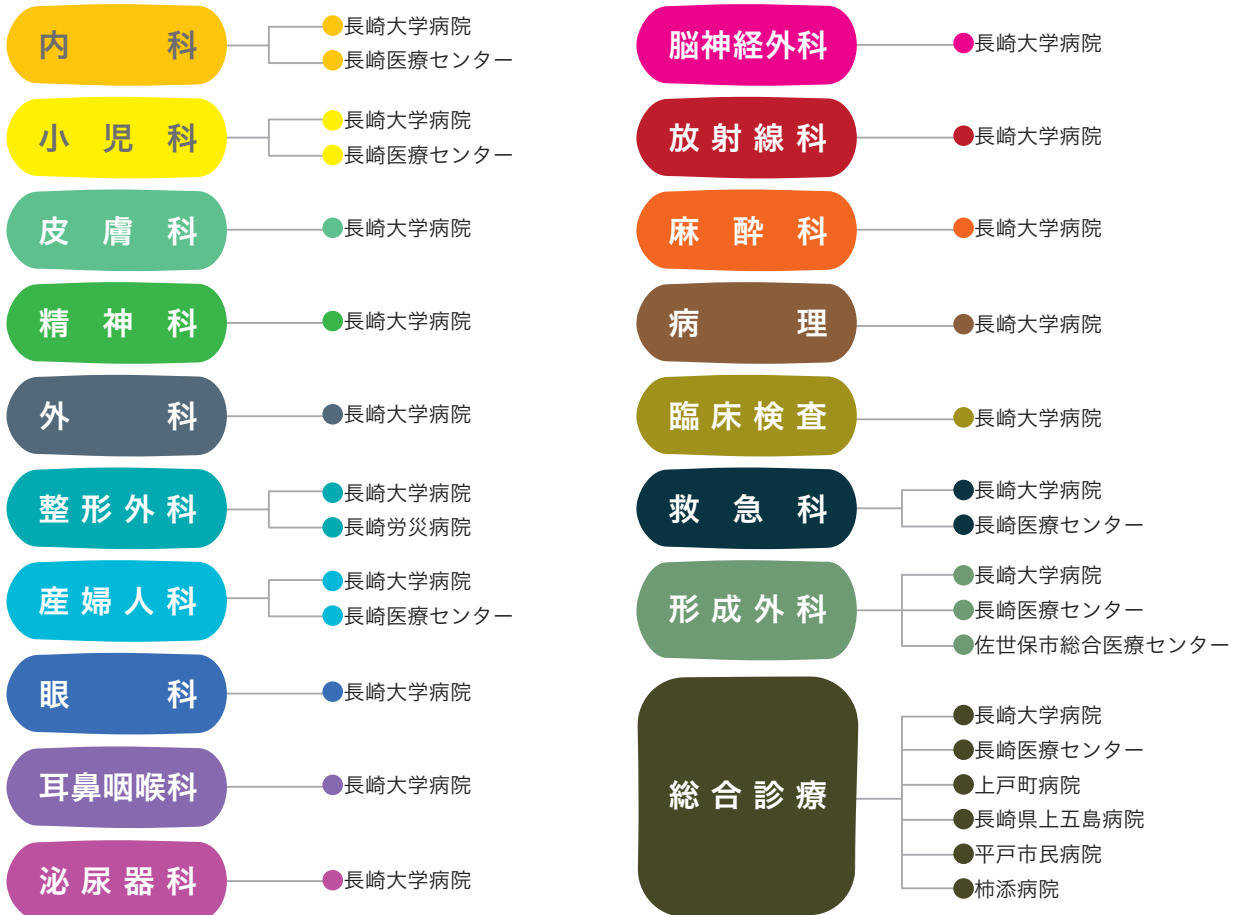 内科
長崎大学病院
長崎医療センター
小児科
長崎大学病院
長崎医療センター
皮膚科
長崎大学病院
精神科
長崎大学病院
外科
長崎大学病院
整形外科
長崎大学病院
長崎労災病院
産婦人科
長崎大学病院
長崎医療センター
眼科
長崎大学病院
耳鼻咽喉科
長崎大学病院
泌尿器科
長崎大学病院
脳神経外科
長崎大学病院
放射線科
長崎大学病院
麻酔科
長崎大学病院
病理
長崎大学病院
臨床検査
長崎大学病院
救急科
長崎大学病院
長崎医療センター
形成外科
長崎大学病院
長崎医療センター
佐世保市総合医療センター
総合診療
長崎大学病院
長崎医療センター
上戸町病院
長崎県上五島病院
平戸市民病院
柿添病院